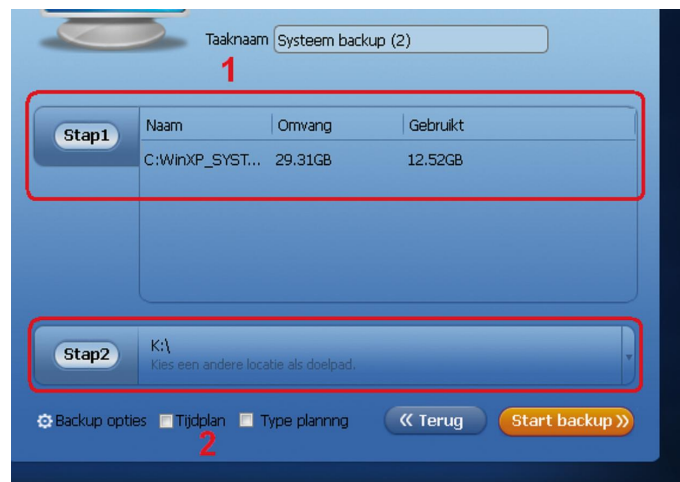 Taaknaam Systeem backup (2)
1
Stap1 Naam Omvang Gebruikt
C:WinXP_SYST... 29.31GB 12.52GB
Stap2 K:\
Kies een andere locatie als doelpad.
Backup opties Tijdplan Type plannng « Terug Start backup »
2